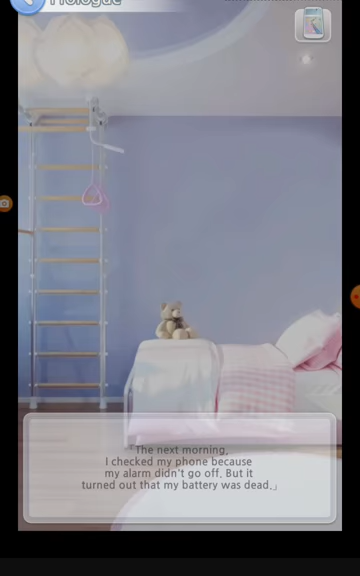 Prologue
「The next morning,
I checked my phone because
my alarm didn't go off. But it
turned out that my battery was dead.」